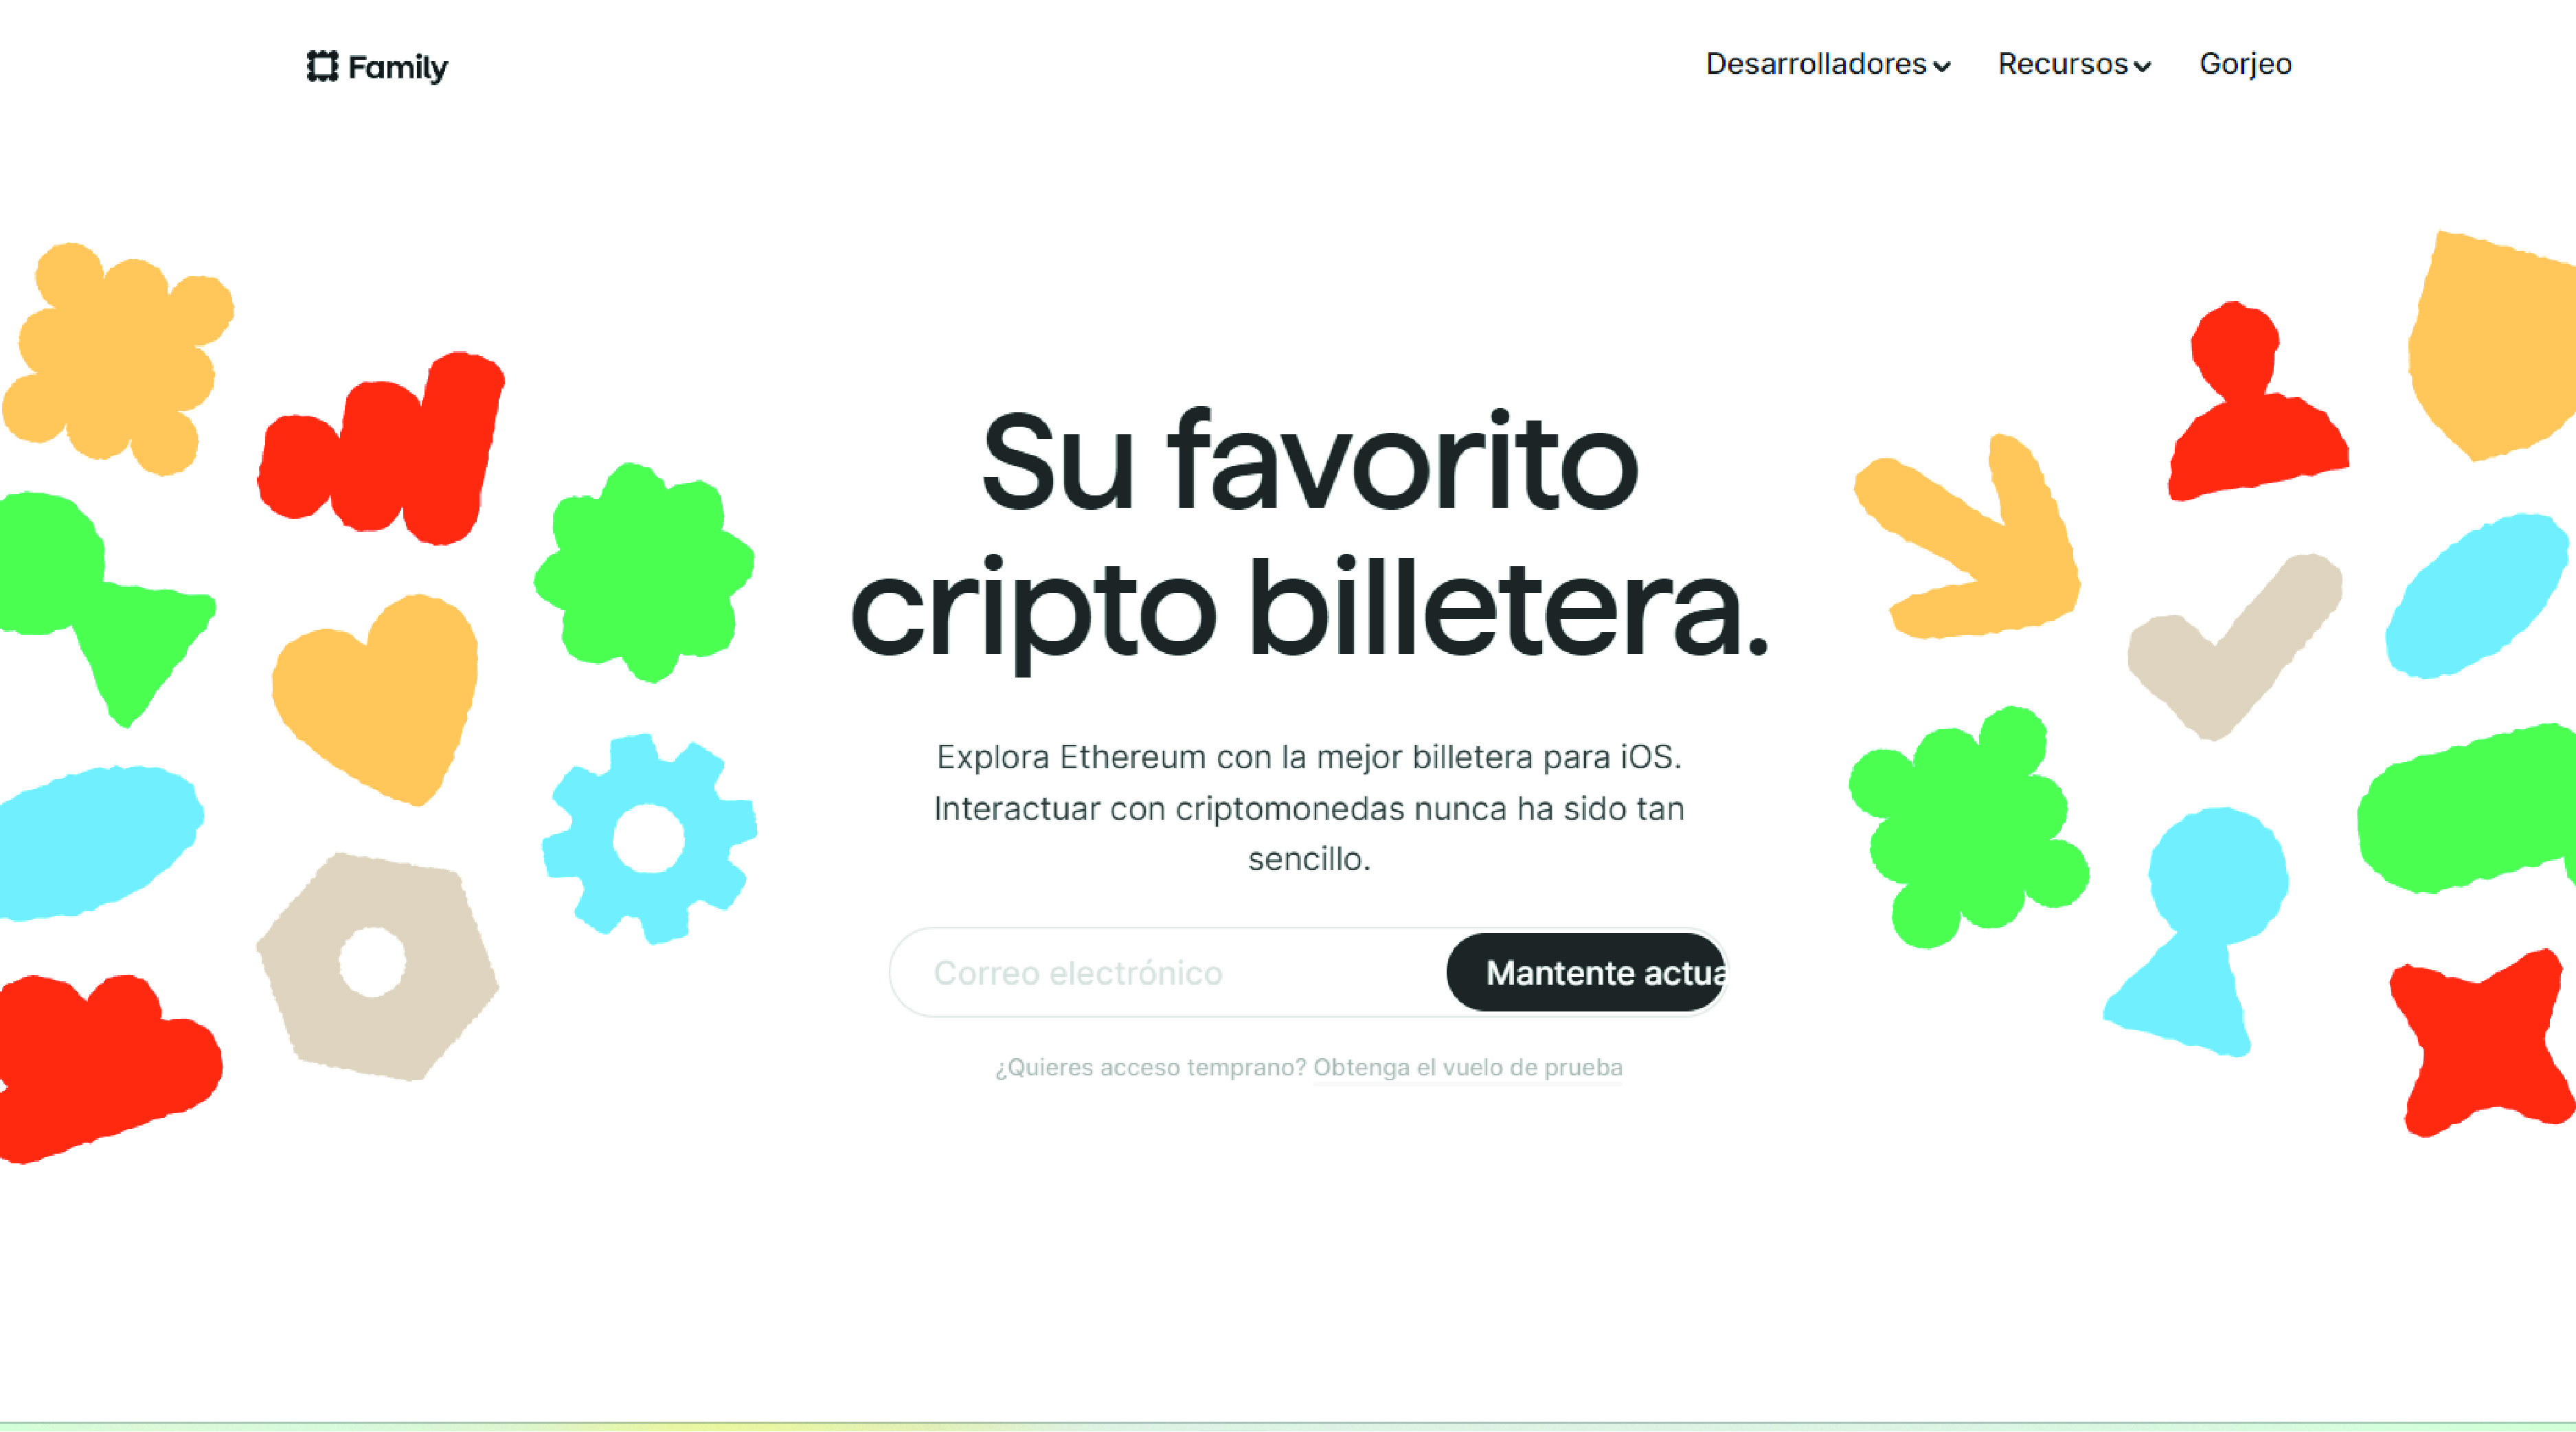 Family
Desarrolladores
Recursos
Gorjeo
Su favorito
cripto billetera.
Explora Ethereum con la mejor billetera para iOS.
Interactuar con criptomonedas nunca ha sido tan
sencillo.
Correo electrónico
Mantente actua
¿Quieres acceso temprano? Obtenga el vuelo de prueba